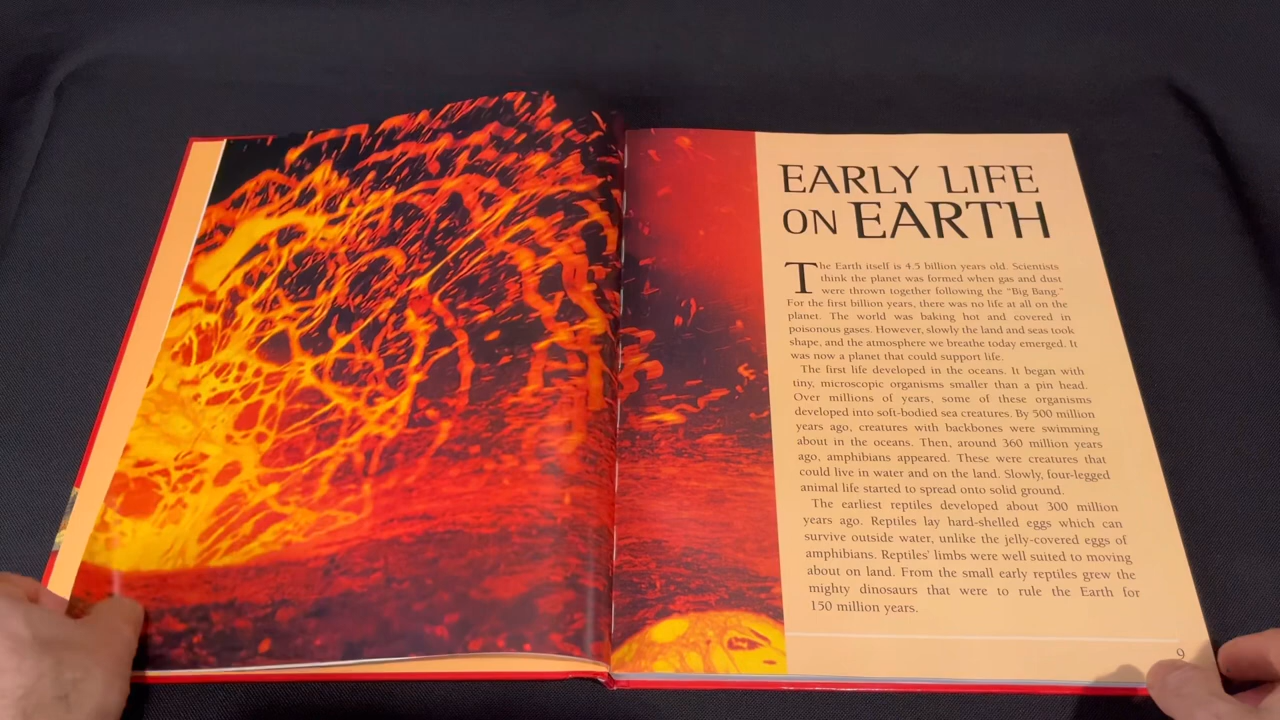 EARLY LIFE
ON EARTH
The Earth itself is 4.5 billion years old. Scientists
think the planet was formed when gas and dust
were thrown together following the “Big Bang.”
For the first billion years, there was no life at all on the
planet. The world was baking hot and covered in
poisonous gases. However, slowly the land and seas took
shape, and the atmosphere we breathe today emerged. It
was now a planet that could support life.
The first life developed in the oceans. It began with
tiny, microscopic organisms smaller than a pin head.
Over millions of years, some of these organisms
developed into soft-bodied sea creatures. By 500 million
years ago, creatures with backbones were swimming
about in the oceans. Then, around 360 million years
ago, amphibians appeared. These were creatures that
could live in water and on the land. Slowly, four-legged
animal life started to spread onto solid ground.
The earliest reptiles developed about 300 million
years ago. Reptiles lay hard-shelled eggs which can
survive outside water, unlike the jelly-covered eggs of
amphibians. Reptiles’ limbs were well suited to moving
about on land. From the small early reptiles grew the
mighty dinosaurs that were to rule the Earth for
150 million years.
9